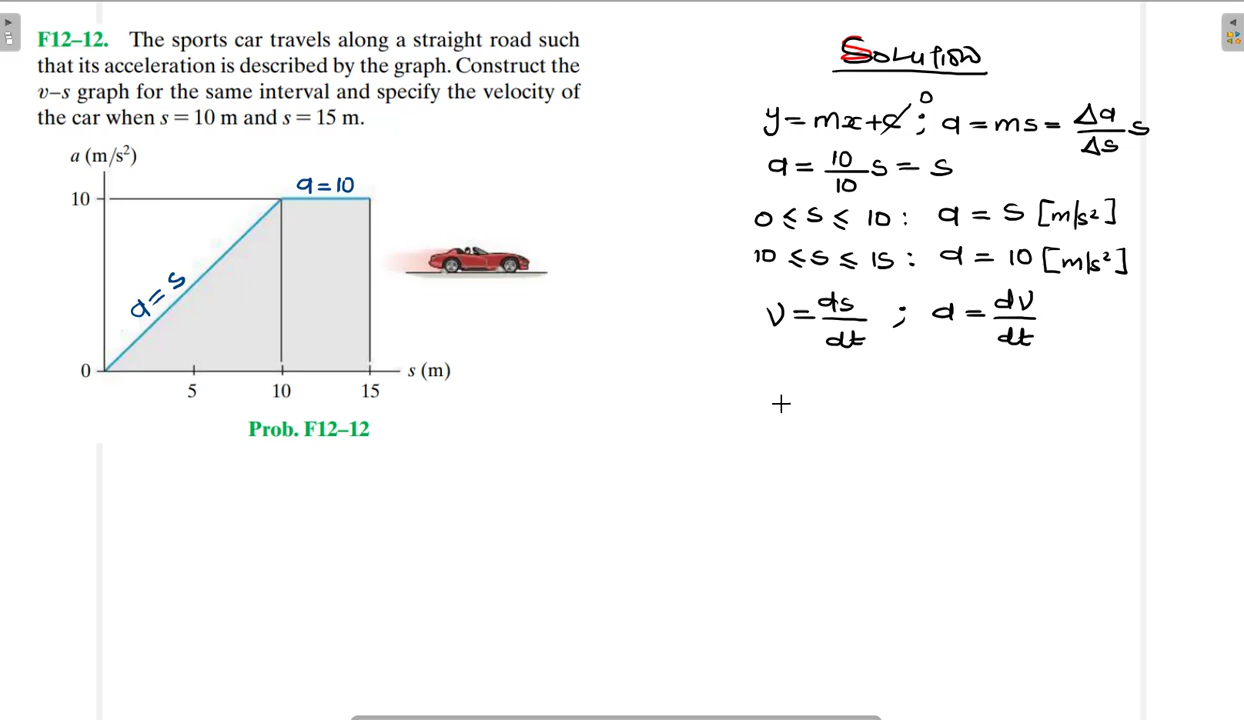 F12–12. The sports car travels along a straight road such
that its acceleration is described by the graph. Construct the
v–s graph for the same interval and specify the velocity of
the car when s = 10 m and s = 15 m.
a (m/s²)
10
a = 10
a = s
0
5
10
15
s (m)
Prob. F12–12
Solution
y = mx + c 0 ; a = ms = Δa/Δs s
a = 10/10 s = s
0 ≤ s ≤ 10 : a = s [m/s²]
10 ≤ s ≤ 15 : a = 10 [m/s²]
v = ds/dt ; a = dv/dt